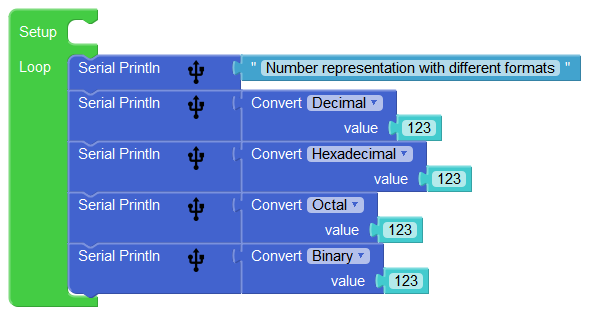 Setup
Loop Serial Println " Number representation with different formats "
Serial Println Convert Decimal
value 123
Serial Println Convert Hexadecimal
value 123
Serial Println Convert Octal
value 123
Serial Println Convert Binary
value 123